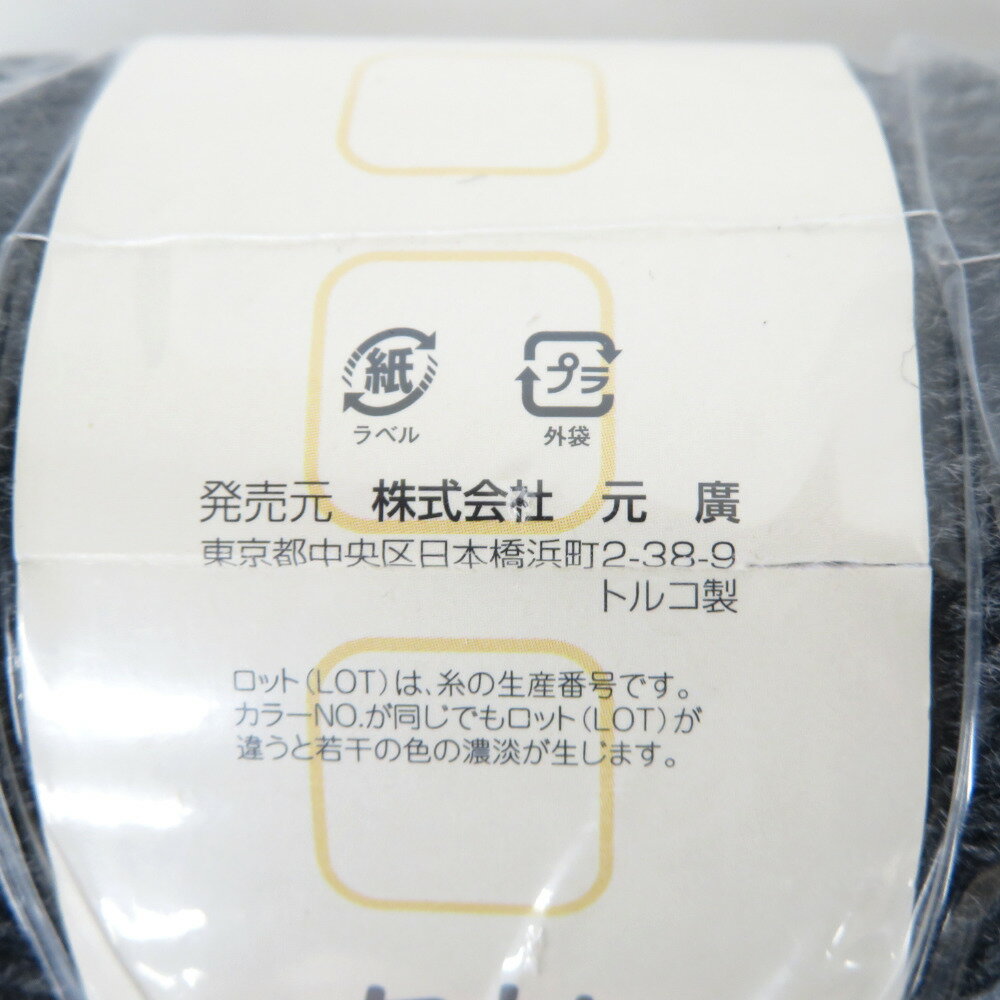 紙 プラ
ラベル 外袋
発売元 株式会社 元 廣
東京都中央区日本橋浜町2-38-9
トルコ製
ロット(LOT)は、糸の生産番号です。
カラーNO.が同じでもロット(LOT)が
違うと若干の色の濃淡が生じます。